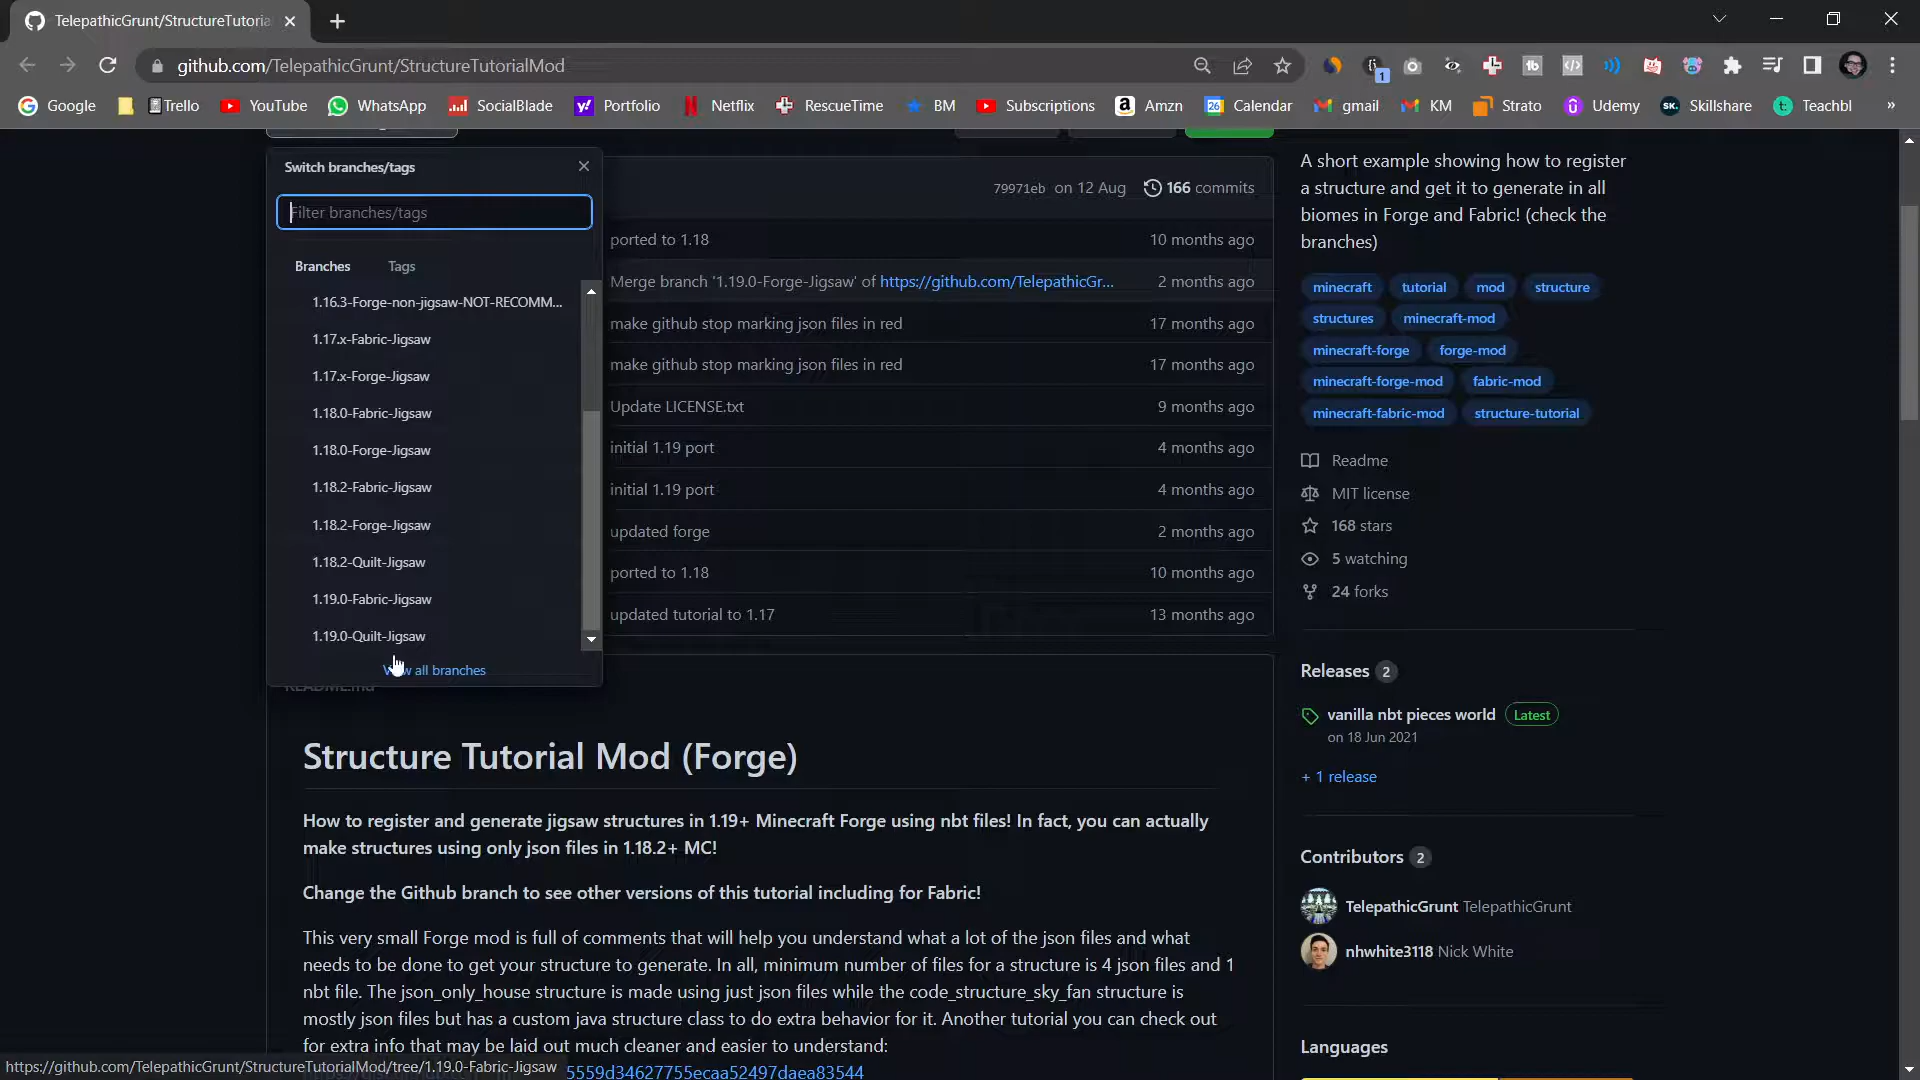 TelepathicGrunt/StructureTutoria
github.com/TelepathicGrunt/StructureTutorialMod
1
Google
Trello
YouTube
WhatsApp
SocialBlade
Portfolio
Netflix
RescueTime
BM
Subscriptions
Amzn
Calendar
gmail
KM
Strato
Udemy
Skillshare
Teachbl
»
Switch branches/tags
Filter branches/tags
Branches
Tags
1.16.3-Forge-non-jigsaw-NOT-RECOMM...
1.17.x-Fabric-Jigsaw
1.17.x-Forge-Jigsaw
1.18.0-Fabric-Jigsaw
1.18.0-Forge-Jigsaw
1.18.2-Fabric-Jigsaw
1.18.2-Forge-Jigsaw
1.18.2-Quilt-Jigsaw
1.19.0-Fabric-Jigsaw
1.19.0-Quilt-Jigsaw
View all branches
79971eb on 12 Aug 166 commits
ported to 1.18 10 months ago
Merge branch '1.19.0-Forge-Jigsaw' of https://github.com/TelepathicGr... 2 months ago
make github stop marking json files in red 17 months ago
make github stop marking json files in red 17 months ago
Update LICENSE.txt 9 months ago
initial 1.19 port 4 months ago
initial 1.19 port 4 months ago
updated forge 2 months ago
ported to 1.18 10 months ago
updated tutorial to 1.17 13 months ago
README.md
Structure Tutorial Mod (Forge)
How to register and generate jigsaw structures in 1.19+ Minecraft Forge using nbt files! In fact, you can actually
make structures using only json files in 1.18.2+ MC!
Change the Github branch to see other versions of this tutorial including for Fabric!
This very small Forge mod is full of comments that will help you understand what a lot of the json files and what
needs to be done to get your structure to generate. In all, minimum number of files for a structure is 4 json files and 1
nbt file. The json_only_house structure is made using just json files while the code_structure_sky_fan structure is
mostly json files but has a custom java structure class to do extra behavior for it. Another tutorial you can check out
for extra info that may be laid out much cleaner and easier to understand:
5559d34627755ecaa52497daea83544
https://github.com/TelepathicGrunt/StructureTutorialMod/tree/1.19.0-Fabric-Jigsaw
A short example showing how to register
a structure and get it to generate in all
biomes in Forge and Fabric! (check the
branches)
minecraft tutorial mod structure
structures minecraft-mod
minecraft-forge forge-mod
minecraft-forge-mod fabric-mod
minecraft-fabric-mod structure-tutorial
Readme
MIT license
168 stars
5 watching
24 forks
Releases 2
vanilla nbt pieces world Latest
on 18 Jun 2021
+ 1 release
Contributors 2
TelepathicGrunt TelepathicGrunt
nhwhite3118 Nick White
Languages